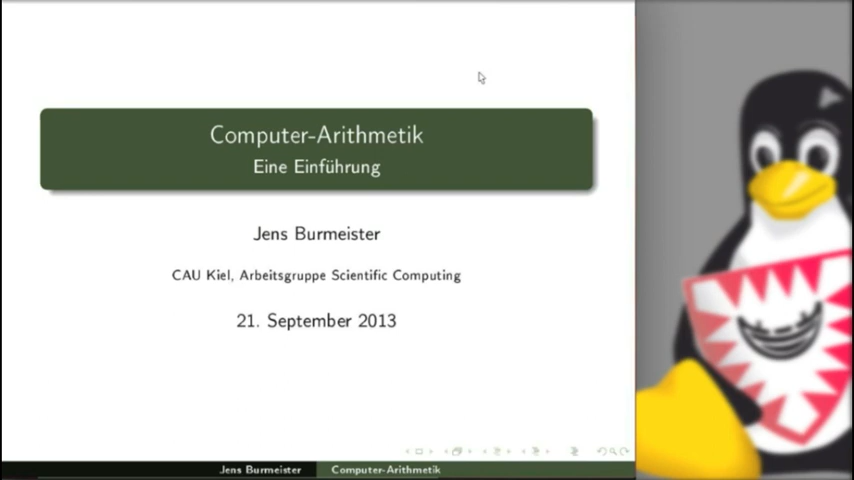 Computer-Arithmetik
Eine Einführung
Jens Burmeister
CAU Kiel, Arbeitsgruppe Scientific Computing
21. September 2013
Jens Burmeister
Computer-Arithmetik